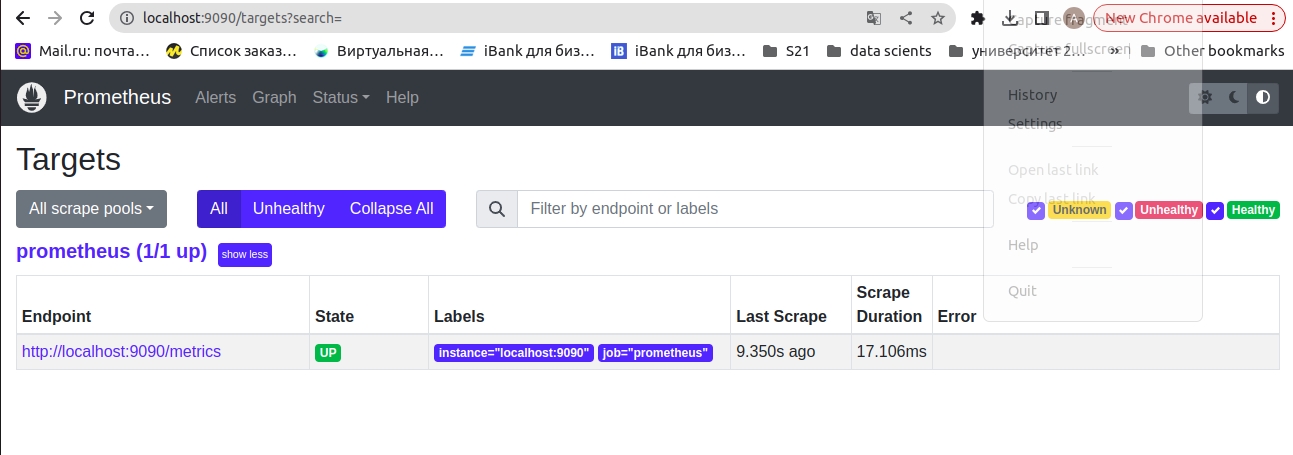 localhost:9090/targets?search=
New Chrome available
Capture fragment
Mail.ru: почта… Список заказ… Виртуальная… iBank для биз… iBank для биз… S21 data scients университет 2… » Other bookmarks
Capture fullscreen
Prometheus Alerts Graph Status Help
History
Settings
Targets
Open last link
Copy last link
All scrape pools All Unhealthy Collapse All Filter by endpoint or labels Unknown Unhealthy Healthy
prometheus (1/1 up) show less
Help
Quit
Endpoint State Labels Last Scrape Scrape Duration Error
http://localhost:9090/metrics UP instance="localhost:9090" job="prometheus" 9.350s ago 17.106ms